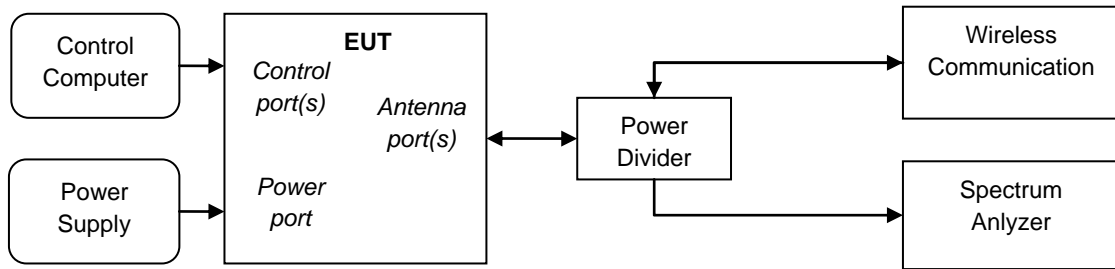 Control
Computer
Power
Supply
EUT
Control
port(s)
Antenna
port(s)
Power
port
Power
Divider
Wireless
Communication
Spectrum
Anlyzer